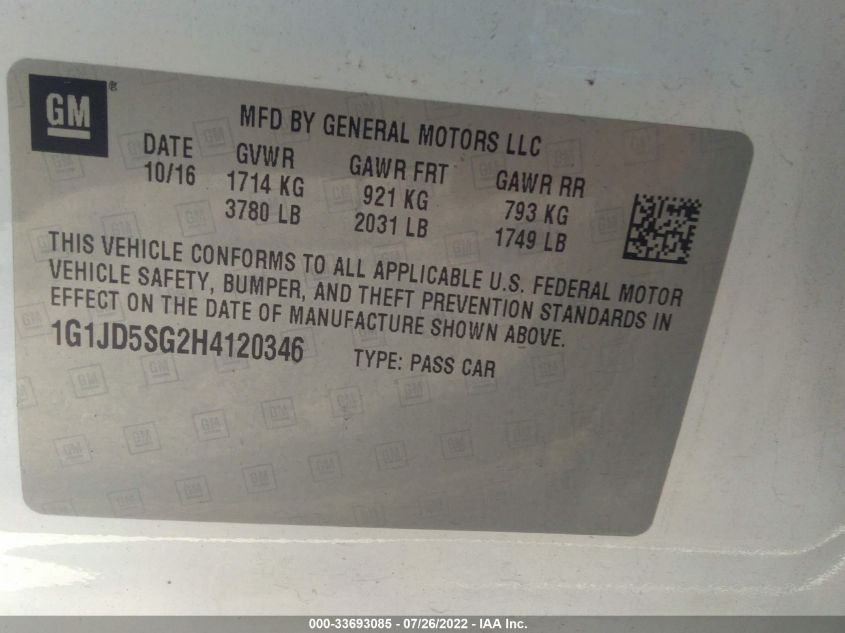 GM®
MFD BY GENERAL MOTORS LLC
DATE GVWR GAWR FRT GAWR RR
10/16 1714 KG 921 KG 793 KG
3780 LB 2031 LB 1749 LB
THIS VEHICLE CONFORMS TO ALL APPLICABLE U.S. FEDERAL MOTOR
VEHICLE SAFETY, BUMPER, AND THEFT PREVENTION STANDARDS IN
EFFECT ON THE DATE OF MANUFACTURE SHOWN ABOVE.
1G1JD5SG2H4120346 TYPE: PASS CAR
000-33693085 - 07/26/2022 - IAA Inc.